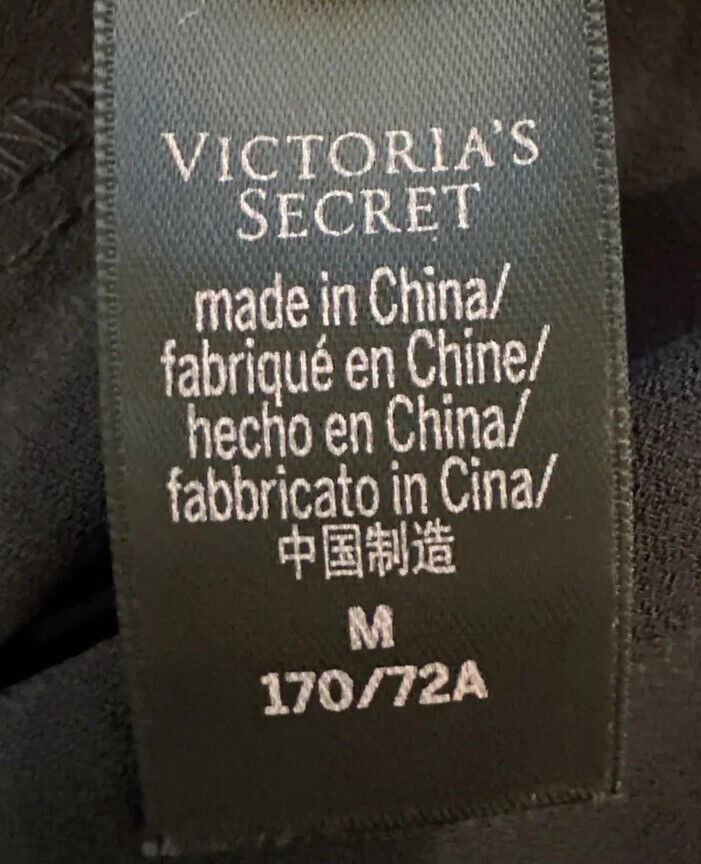 VICTORIA'S
SECRET
made in China/
fabriqué en Chine/
hecho en China/
fabbricato in Cina/
中国制造
M
170/72A